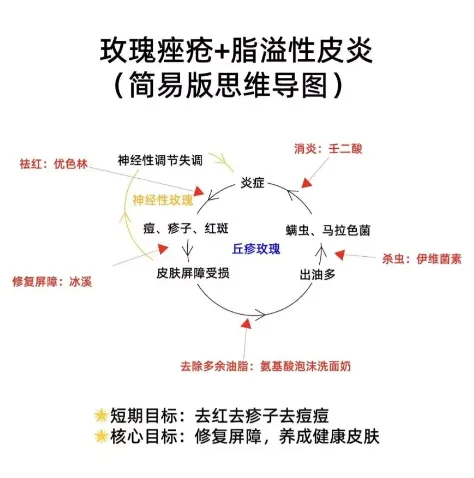 玫瑰痤疮+脂溢性皮炎
（简易版思维导图）
消炎：壬二酸
神经性调节失调
祛红：优色林
炎症
神经性玫瑰
痘、疹子、红斑
螨虫、马拉色菌
丘疹玫瑰
杀虫：伊维菌素
皮肤屏障受损
出油多
修复屏障：冰溪
去除多余油脂：氨基酸泡沫洗面奶
短期目标：去红去疹子去痘痘
核心目标：修复屏障，养成健康皮肤